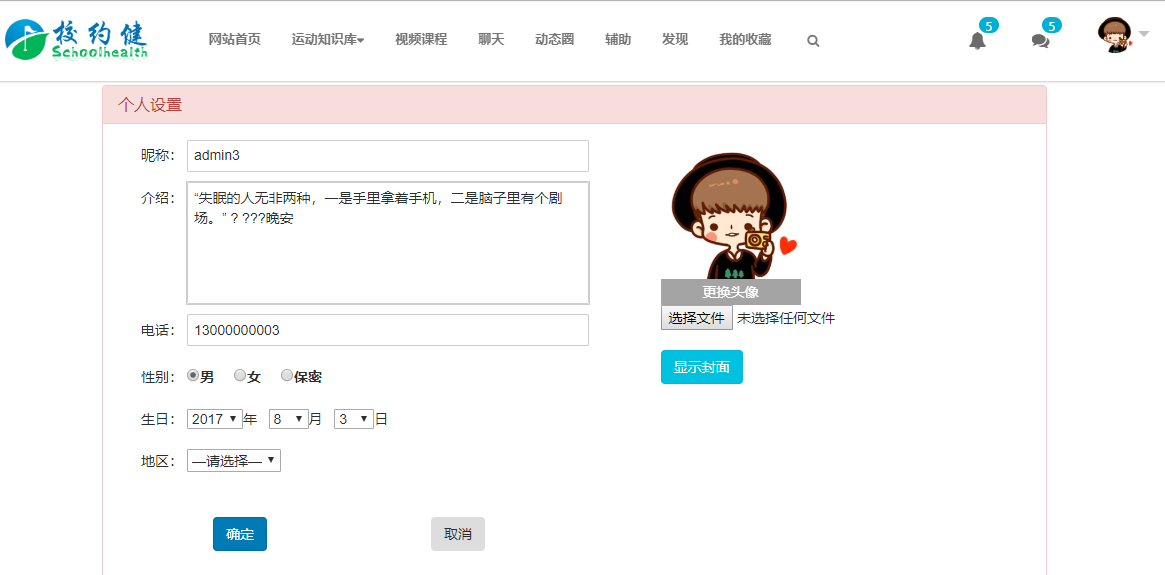 校约健
Schoolhealth
网站首页 运动知识库 视频课程 聊天 动态圈 辅助 发现 我的收藏
5
5
个人设置
昵称: admin3
介绍: “失眠的人无非两种，一是手里拿着手机，二是脑子里有个剧
场。” ? ???晚安
电话: 13000000003
性别: 男 女 保密
生日: 2017 年 8 月 3 日
地区: —请选择—
确定 取消
更换头像
选择文件 未选择任何文件
显示封面